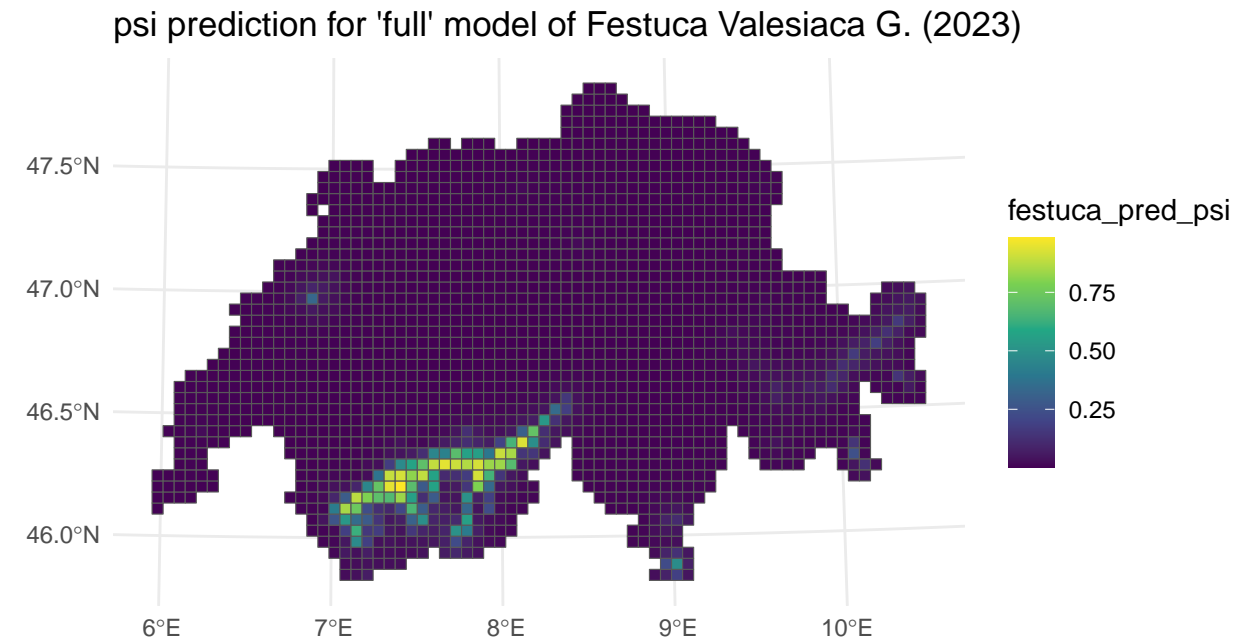 psi prediction for 'full' model of Festuca Valesiaca G. (2023)
47.5°N
47.0°N
46.5°N
46.0°N
6°E
7°E
8°E
9°E
10°E
festuca_pred_psi
0.75
0.50
0.25